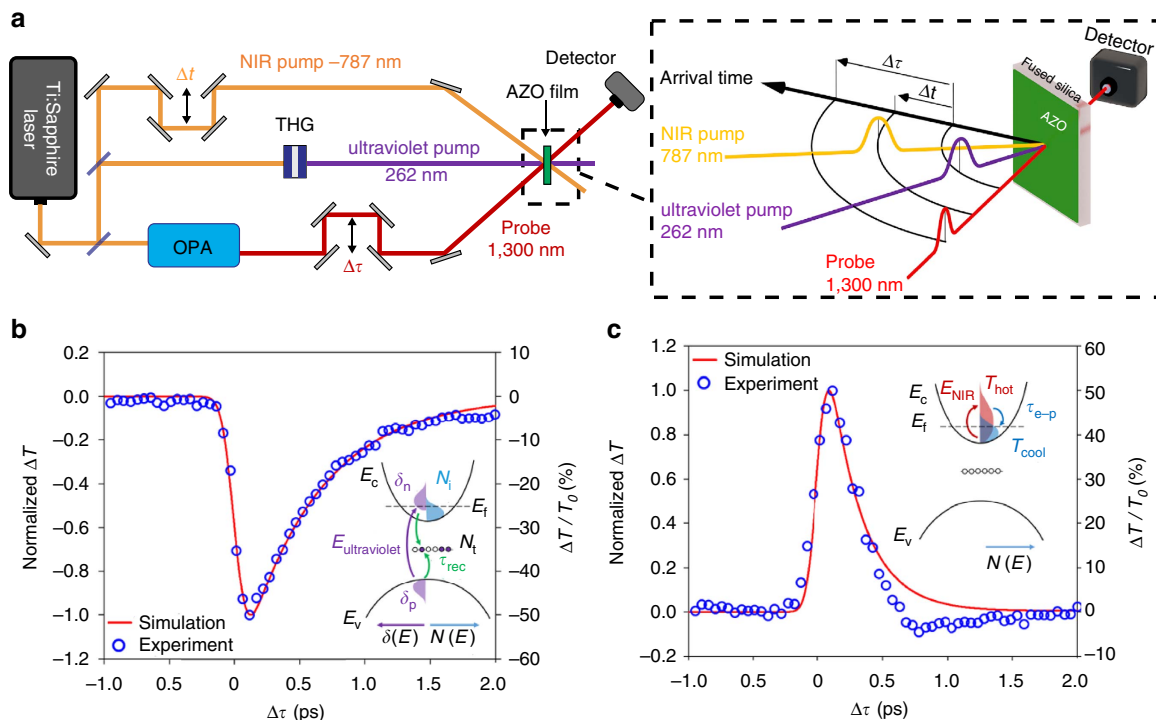 a
Ti:Sapphire
laser
Δt
NIR pump –787 nm
THG
ultraviolet pump
262 nm
AZO film
Detector
OPA
Δτ
Probe
1,300 nm
Arrival time
Δτ
Δt
NIR pump
787 nm
ultraviolet pump
262 nm
Probe
1,300 nm
Fused silica
AZO
Detector
b
Normalized ΔT
0.2
0.0
−0.2
−0.4
−0.6
−0.8
−1.0
−1.2
10
0
−10
−20
−30
−40
−50
−60
ΔT / T0 (%)
Ec
δn
Ni
Ef
Eultraviolet
Nt
τrec
δp
Ev
δ(E)
N(E)
Simulation
Experiment
−1.0
−0.5
0
0.5
1.0
1.5
2.0
Δτ (ps)
c
Normalized ΔT
1.2
1.0
0.8
0.6
0.4
0.2
0.0
−0.2
60
50
40
30
20
10
0
−10
ΔT / T0 (%)
Simulation
Experiment
Ec
ENIR
Thot
Ef
τe–p
Tcool
Ev
N(E)
−1.0
−0.5
0
0.5
1.0
1.5
2.0
Δτ (ps)